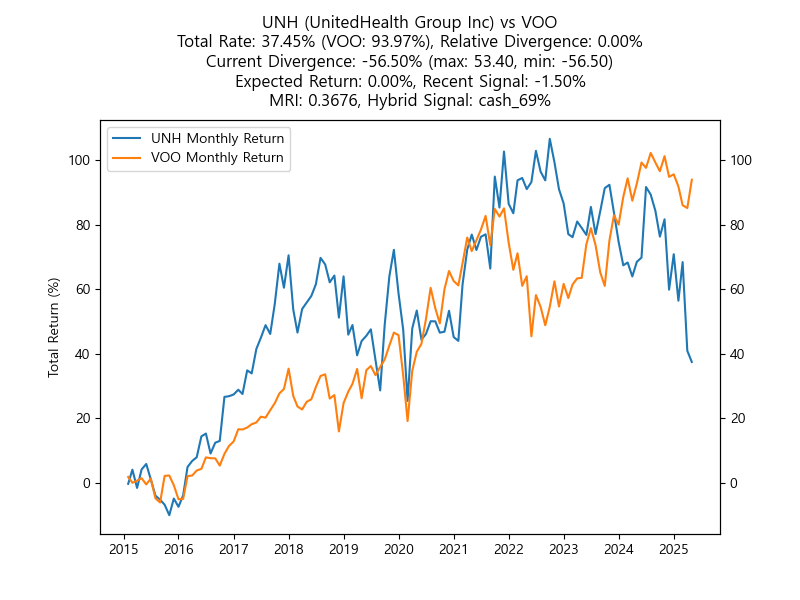 UNH (UnitedHealth Group Inc) vs VOO
Total Rate: 37.45% (VOO: 93.97%), Relative Divergence: 0.00%
Current Divergence: -56.50% (max: 53.40, min: -56.50)
Expected Return: 0.00%, Recent Signal: -1.50%
MRI: 0.3676, Hybrid Signal: cash_69%
UNH Monthly Return
VOO Monthly Return
Total Return (%)
100
80
60
40
20
0
100
80
60
40
20
0
2015 2016 2017 2018 2019 2020 2021 2022 2023 2024 2025